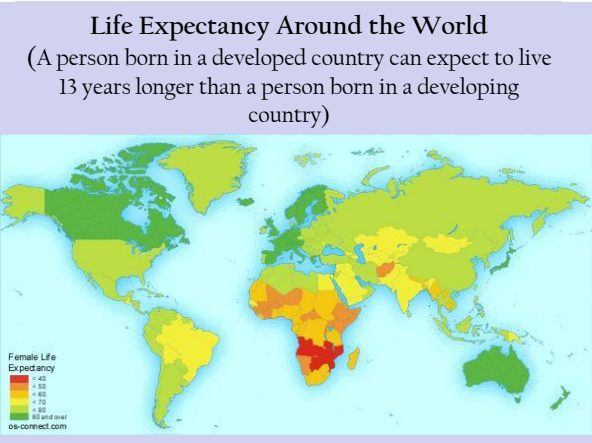 Life Expectancy Around the World
(A person born in a developed country can expect to live
13 years longer than a person born in a developing
country)
Female Life
Expectancy
< 40
< 50
< 60
< 70
< 80
80 and over
os-connect.com